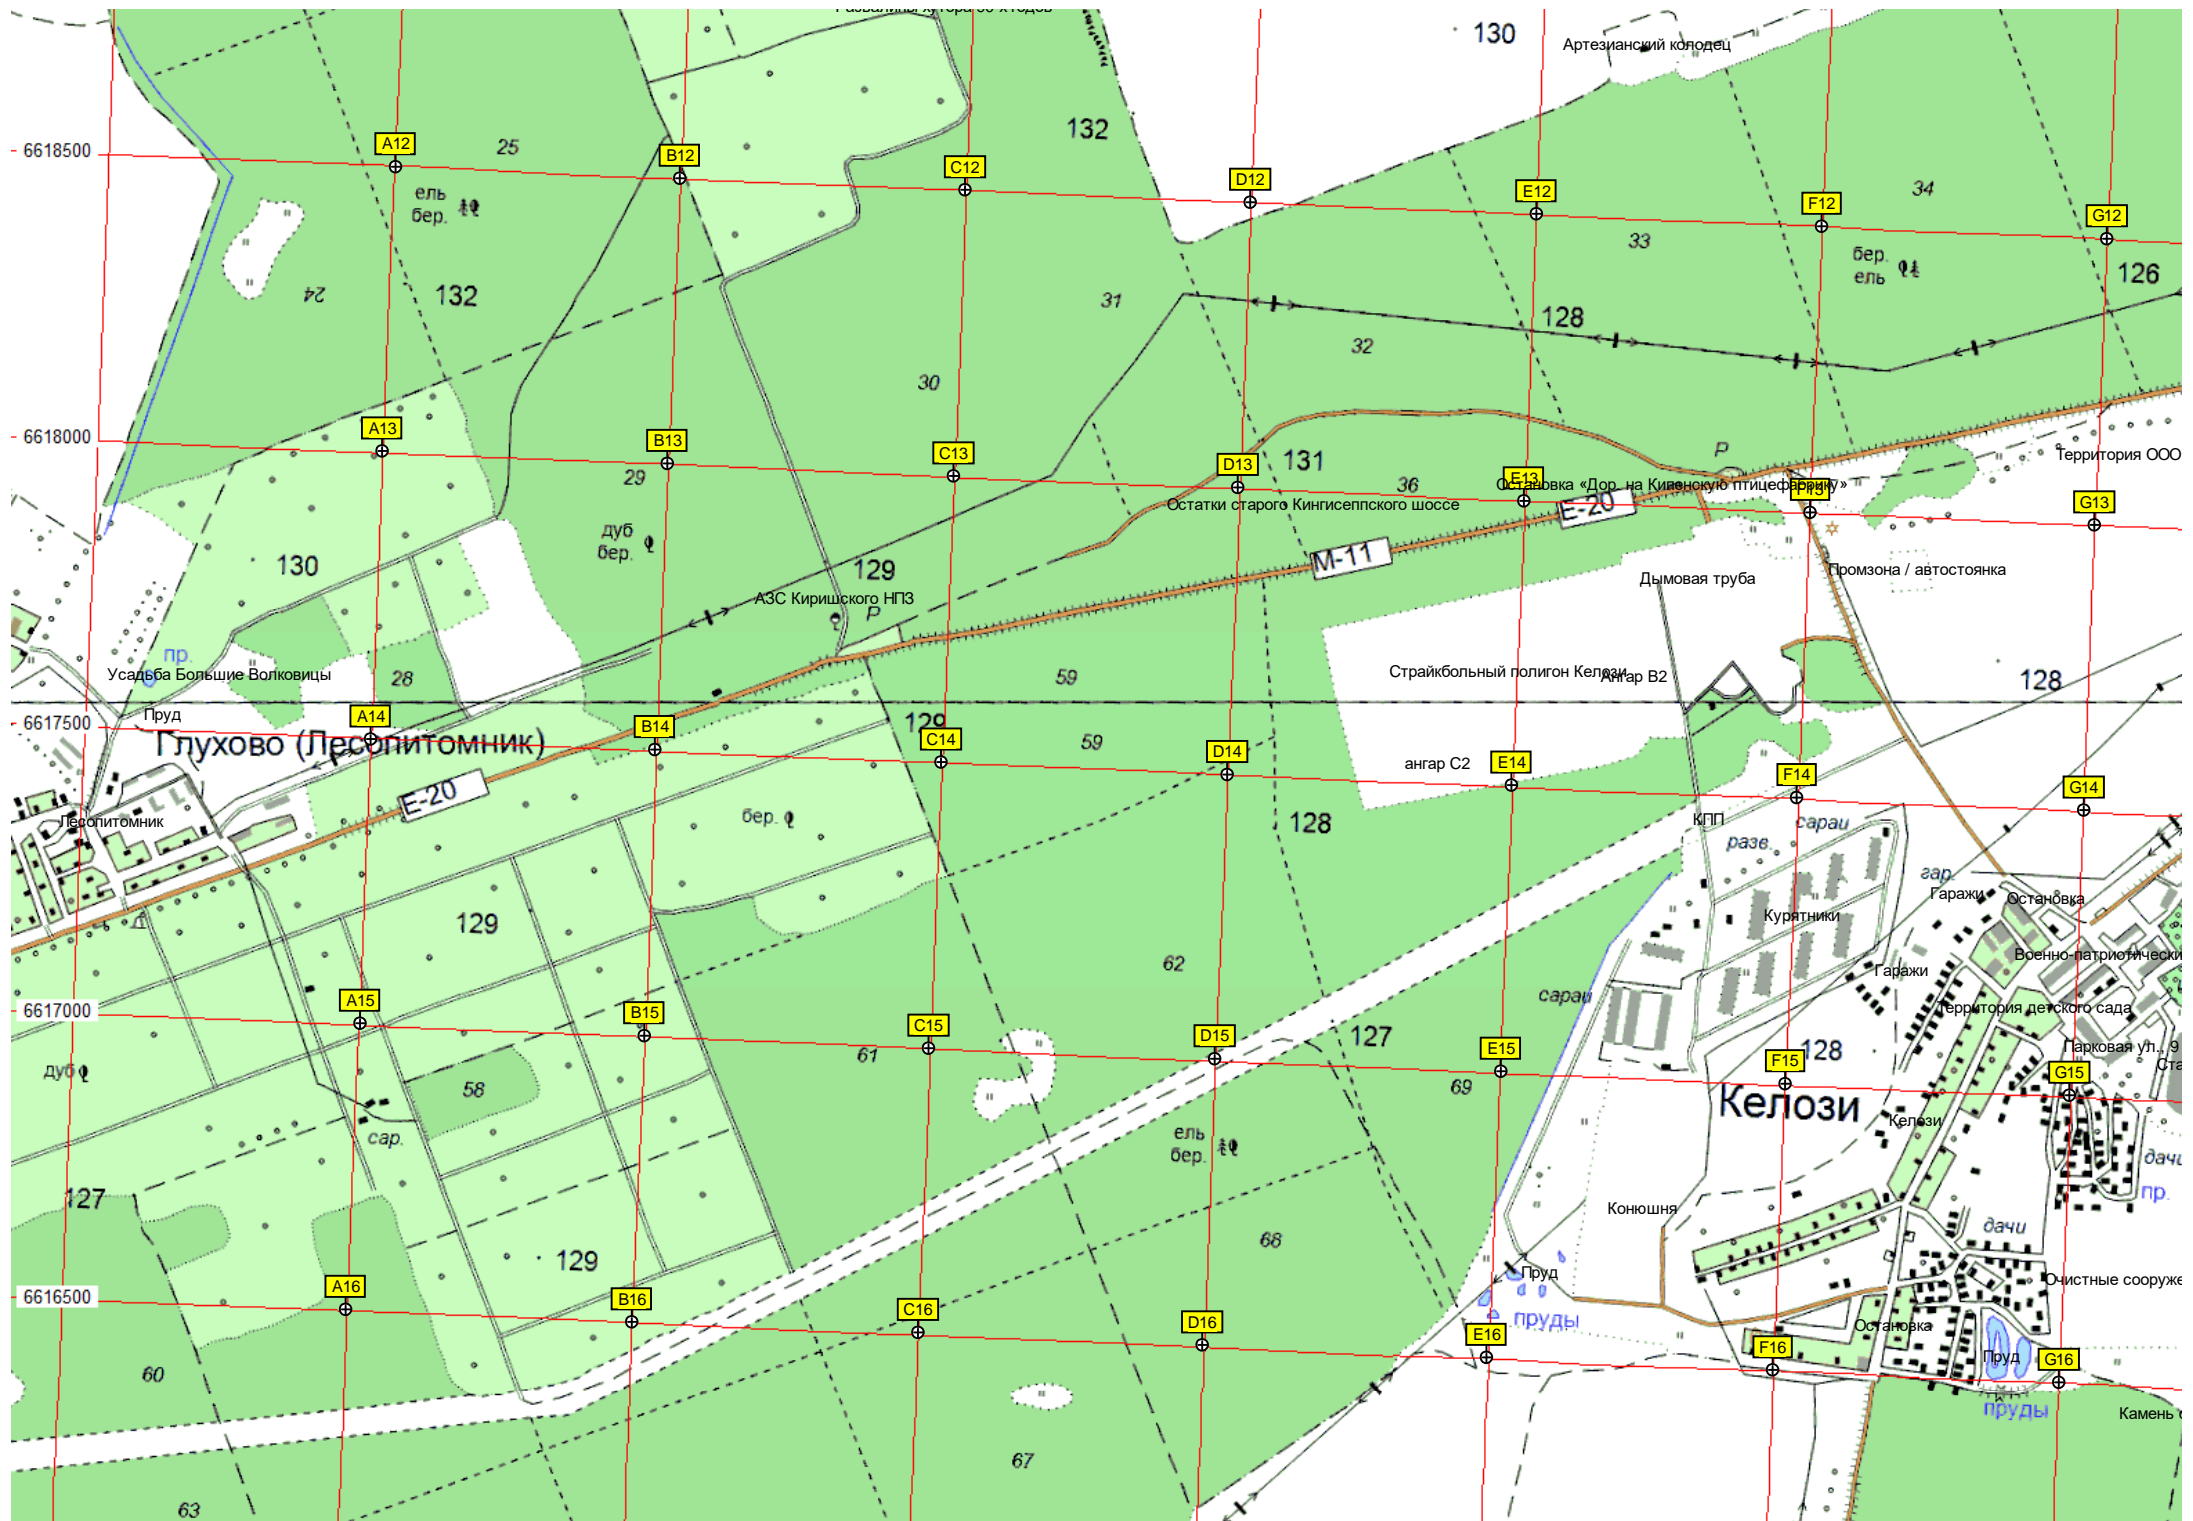 130
Артезианский колодец
132
6618500
A12
25
B12
C12
D12
E12
F12
34
G12
ель
бер.
33
бер.
ель
126
24
132
31
128
32
30
6618000
A13
B13
C13
D13
131
E13
P
Территория ООО
29
36
Остановка «Дор. на Кипенскую птицефабрику»
F13
G13
Остатки старого Кингисеппского шоссе
E-20
дуб
бер.
M-11
130
129
Промзона / автостоянка
Дымовая труба
АЗС Киришского НПЗ
P
пр.
Усадьба Большие Волковицы
28
59
Страйкбольный полигон Келози
Ангар В2
128
6617500
Пруд
A14
B14
129
C14
59
D14
E14
F14
G14
Глухово (Лесопитомник)
ангар С2
E-20
Лесопитомник
бер.
128
КПП
сараи
разв.
гар.
Гаражи
Остановка
129
Курятники
Военно-патриотически
62
Гаражи
сараи
6617000
A15
B15
C15
D15
127
E15
Территория детского сада
61
F15
128
Парковая ул., 9
Ста
G15
дуб
58
69
Келози
Келози
сар.
ель
бер.
дачи
127
пр.
Конюшня
68
дачи
129
Пруд
Очистные сооруже
6616500
A16
B16
C16
D16
E16
пруды
Остановка
F16
Пруд
G16
60
пруды
Камень
67
63